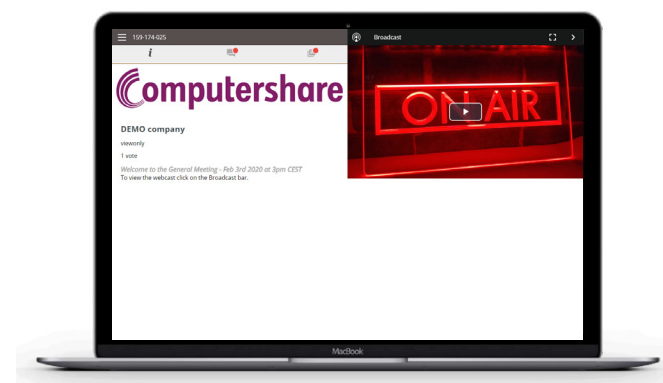 159-174-025
Broadcast
i
Computershare
ON AIR
DEMO company
viewonly
1 vote
Welcome to the General Meeting - Feb 3rd 2020 at 3pm CEST
To view the webcast click on the Broadcast bar.
MacBook